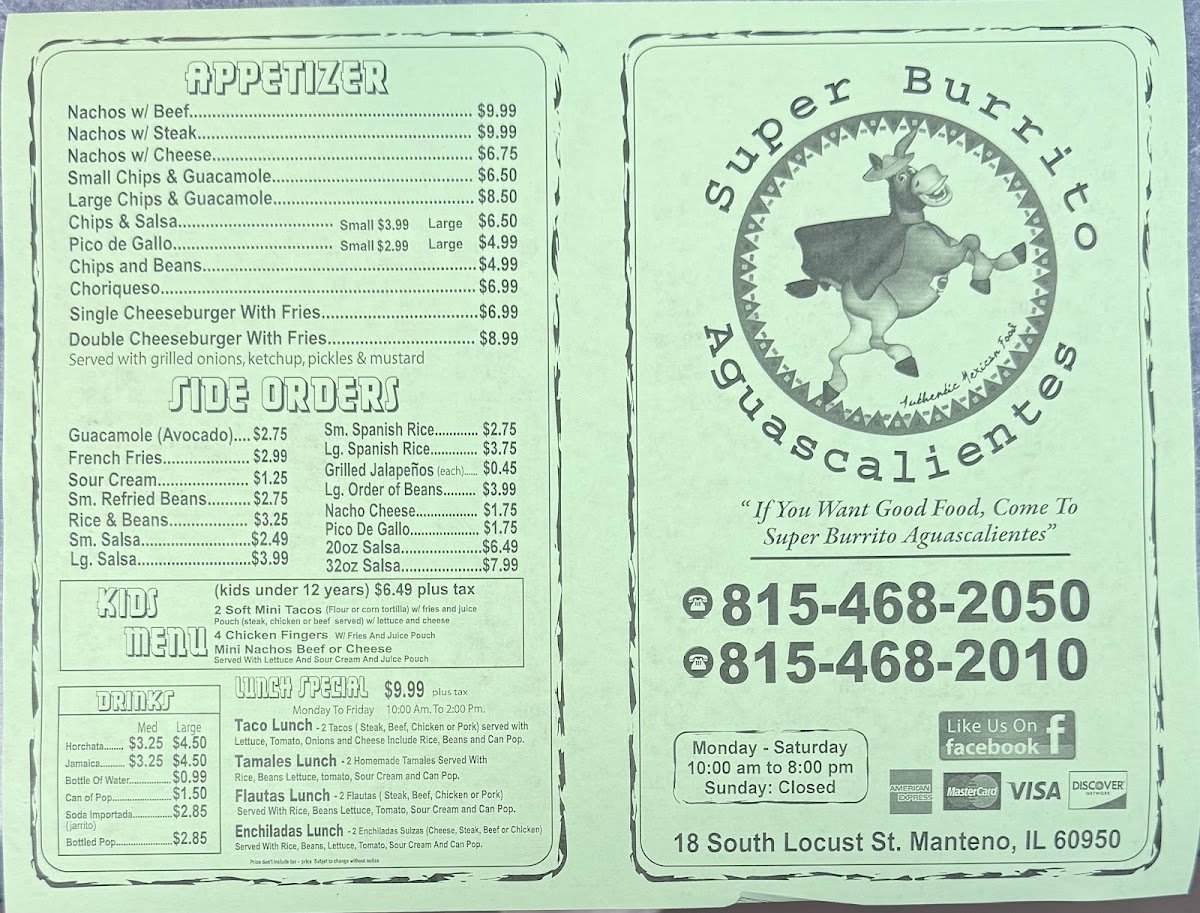 APPETIZER
Nachos w/ Beef........ $9.99
Nachos w/ Steak........ $9.99
Nachos w/ Cheese........ $6.75
Small Chips & Guacamole........ $6.50
Large Chips & Guacamole........ $8.50
Chips & Salsa........ Small $3.99 Large $6.50
Pico de Gallo........ Small $2.99 Large $4.99
Chips and Beans........ $4.99
Choriqueso........ $6.99
Single Cheeseburger With Fries........ $6.99
Double Cheeseburger With Fries........ $8.99
Served with grilled onions, ketchup, pickles & mustard
SIDE ORDERS
Guacamole (Avocado).... $2.75
French Fries........ $2.99
Sour Cream........ $1.25
Sm. Refried Beans........ $2.75
Rice & Beans........ $3.25
Sm. Salsa........ $2.49
Lg. Salsa........ $3.99
Sm. Spanish Rice........ $2.75
Lg. Spanish Rice........ $3.75
Grilled Jalapeños (each)..... $0.45
Lg. Order of Beans........ $3.99
Nacho Cheese........ $1.75
Pico De Gallo........ $1.75
20oz Salsa........ $6.49
32oz Salsa........ $7.99
KIDS MENU
(kids under 12 years) $6.49 plus tax
2 Soft Mini Tacos (Flour or corn tortilla) w/ fries and juice
Pouch (steak, chicken or beef served) w/ lettuce and cheese
4 Chicken Fingers W/ Fries And Juice Pouch
Mini Nachos Beef or Cheese
Served With Lettuce And Sour Cream And Juice Pouch
DRINKS
Med Large
Horchata....... $3.25 $4.50
Jamaica........ $3.25 $4.50
Bottle Of Water........ $0.99
Can of Pop........ $1.50
Soda Importada........ $2.85
(jarrito)
Bottled Pop........ $2.85
LUNCH SPECIAL $9.99 plus tax
Monday To Friday 10:00 Am. To 2:00 Pm.
Taco Lunch - 2 Tacos ( Steak, Beef, Chicken or Pork) served with
Lettuce, Tomato, Onions and Cheese Include Rice, Beans and Can Pop.
Tamales Lunch - 2 Homemade Tamales Served With
Rice, Beans Lettuce, tomato, Sour Cream and Can Pop.
Flautas Lunch - 2 Flautas ( Steak, Beef, Chicken or Pork)
Served With Rice, Beans Lettuce, Tomato, Sour Cream and Can Pop.
Enchiladas Lunch - 2 Enchiladas Suizas (Cheese, Steak, Beef or Chicken)
Served With Rice, Beans, Lettuce, Tomato, Sour Cream And Can Pop.
Price don't include tax - price Subjet to change without notice
Super Burrito
Authentic Mexican Food
Aguascalientes
"If You Want Good Food, Come To
Super Burrito Aguascalientes"
815-468-2050
815-468-2010
Like Us On
facebook f
Monday - Saturday
10:00 am to 8:00 pm
Sunday: Closed
AMERICAN EXPRESS MasterCard VISA DISCOVER NETWORK
18 South Locust St. Manteno, IL 60950